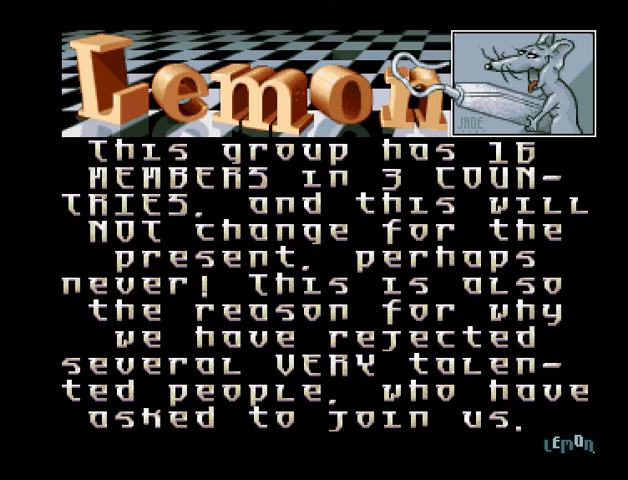 Lemon
JADE
This group has 16
MEMBERS in 3 COUN-
TRIES, and this will
NOT change for the
present, perhaps
never! This is also
the reason for why
we have rejected
several VERY talen-
ted people, who have
asked to join us.
LEMON.